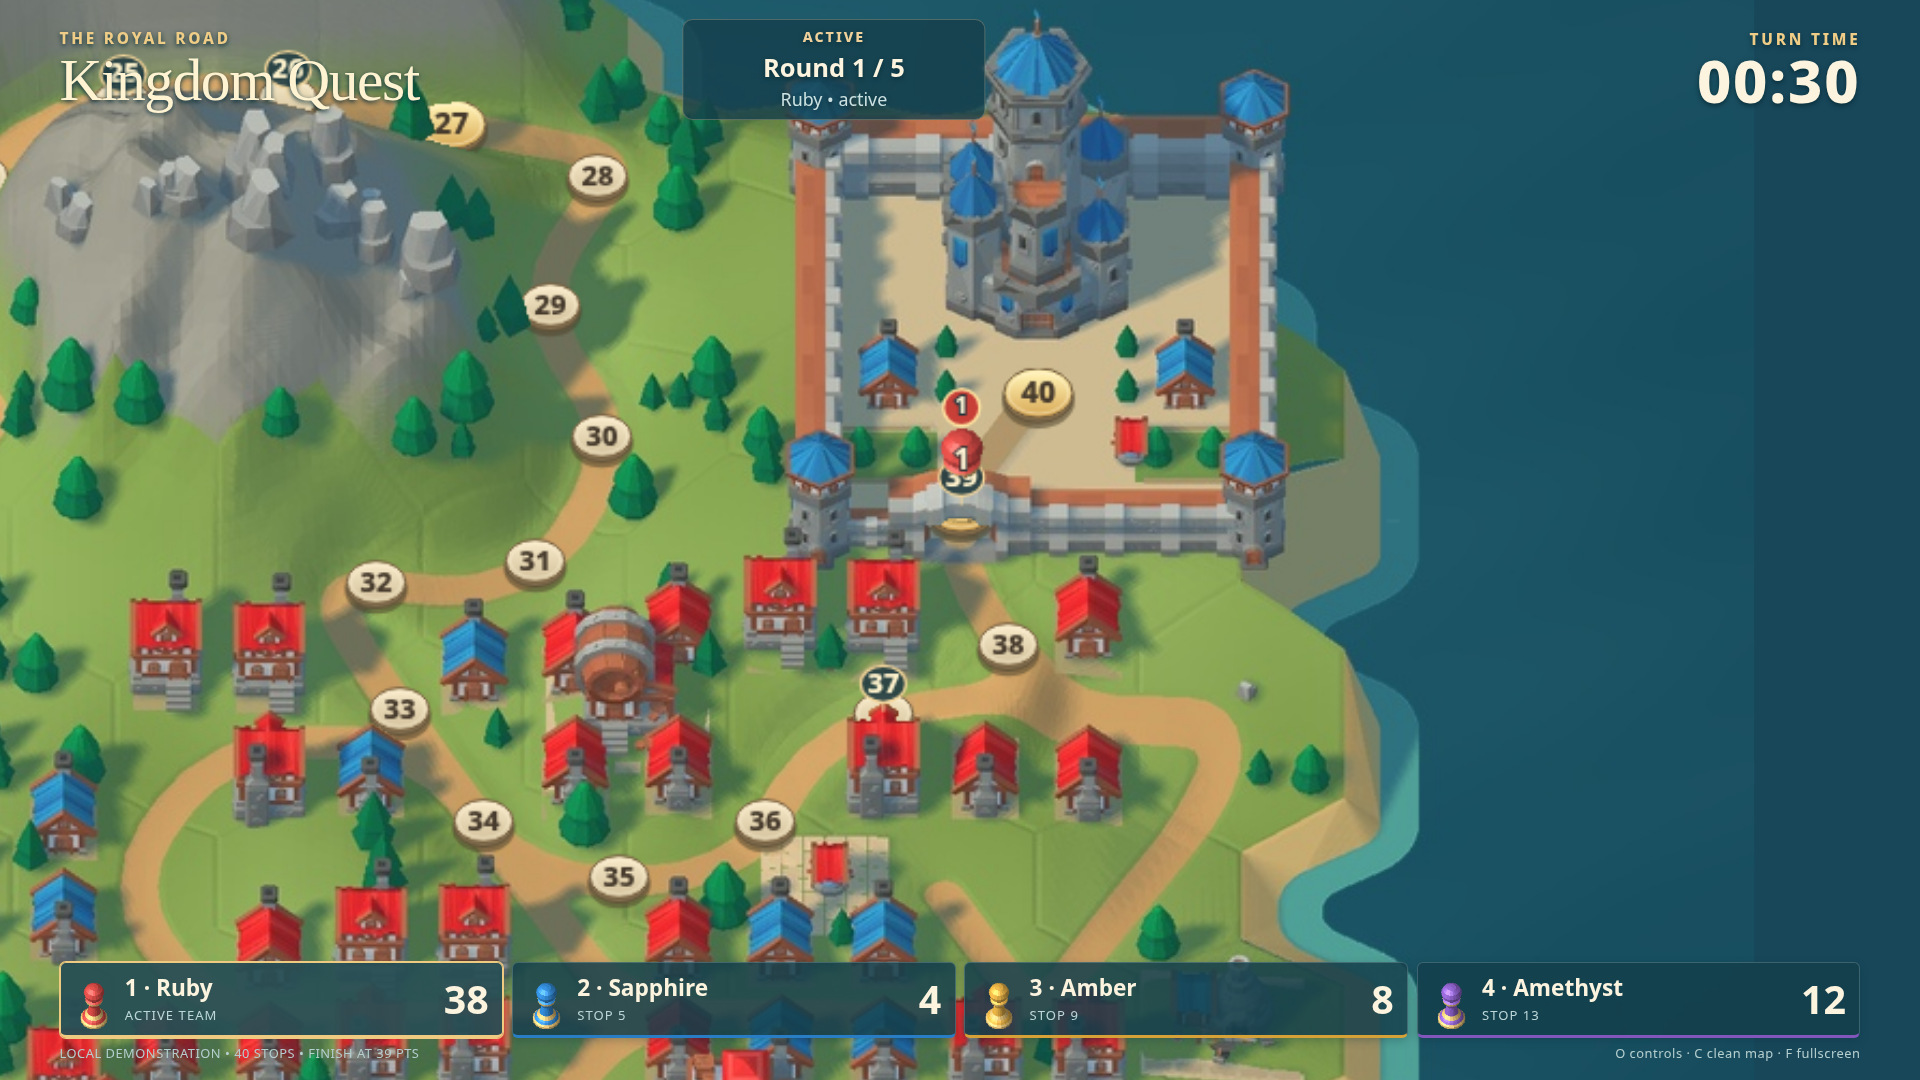 THE ROYAL ROAD
Kingdom Quest
ACTIVE
Round 1 / 5
Ruby • active
TURN TIME
00:30
25
26
27
28
29
30
31
32
33
34
35
36
37
38
39
40
1
1
1 · Ruby
ACTIVE TEAM
38
2 · Sapphire
STOP 5
4
3 · Amber
STOP 9
8
4 · Amethyst
STOP 13
12
LOCAL DEMONSTRATION • 40 STOPS • FINISH AT 39 PTS
O controls · C clean map · F fullscreen